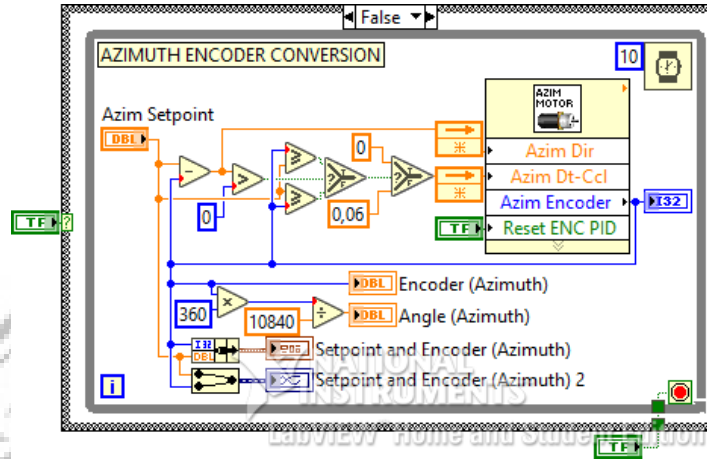 False
AZIMUTH ENCODER CONVERSION
10
AZIM
MOTOR
Azim Setpoint
DBL
0
Azim Dir
Azim Dt-Ccl
0
0,06
Azim Encoder
I32
TF
?
TF
Reset ENC PID
DBL
Encoder (Azimuth)
360
10840
DBL
Angle (Azimuth)
I32
DBL
Setpoint and Encoder (Azimuth)
Setpoint and Encoder (Azimuth) 2
i
NATIONAL
INSTRUMENTS
LabVIEW Home and Student Edition
TF